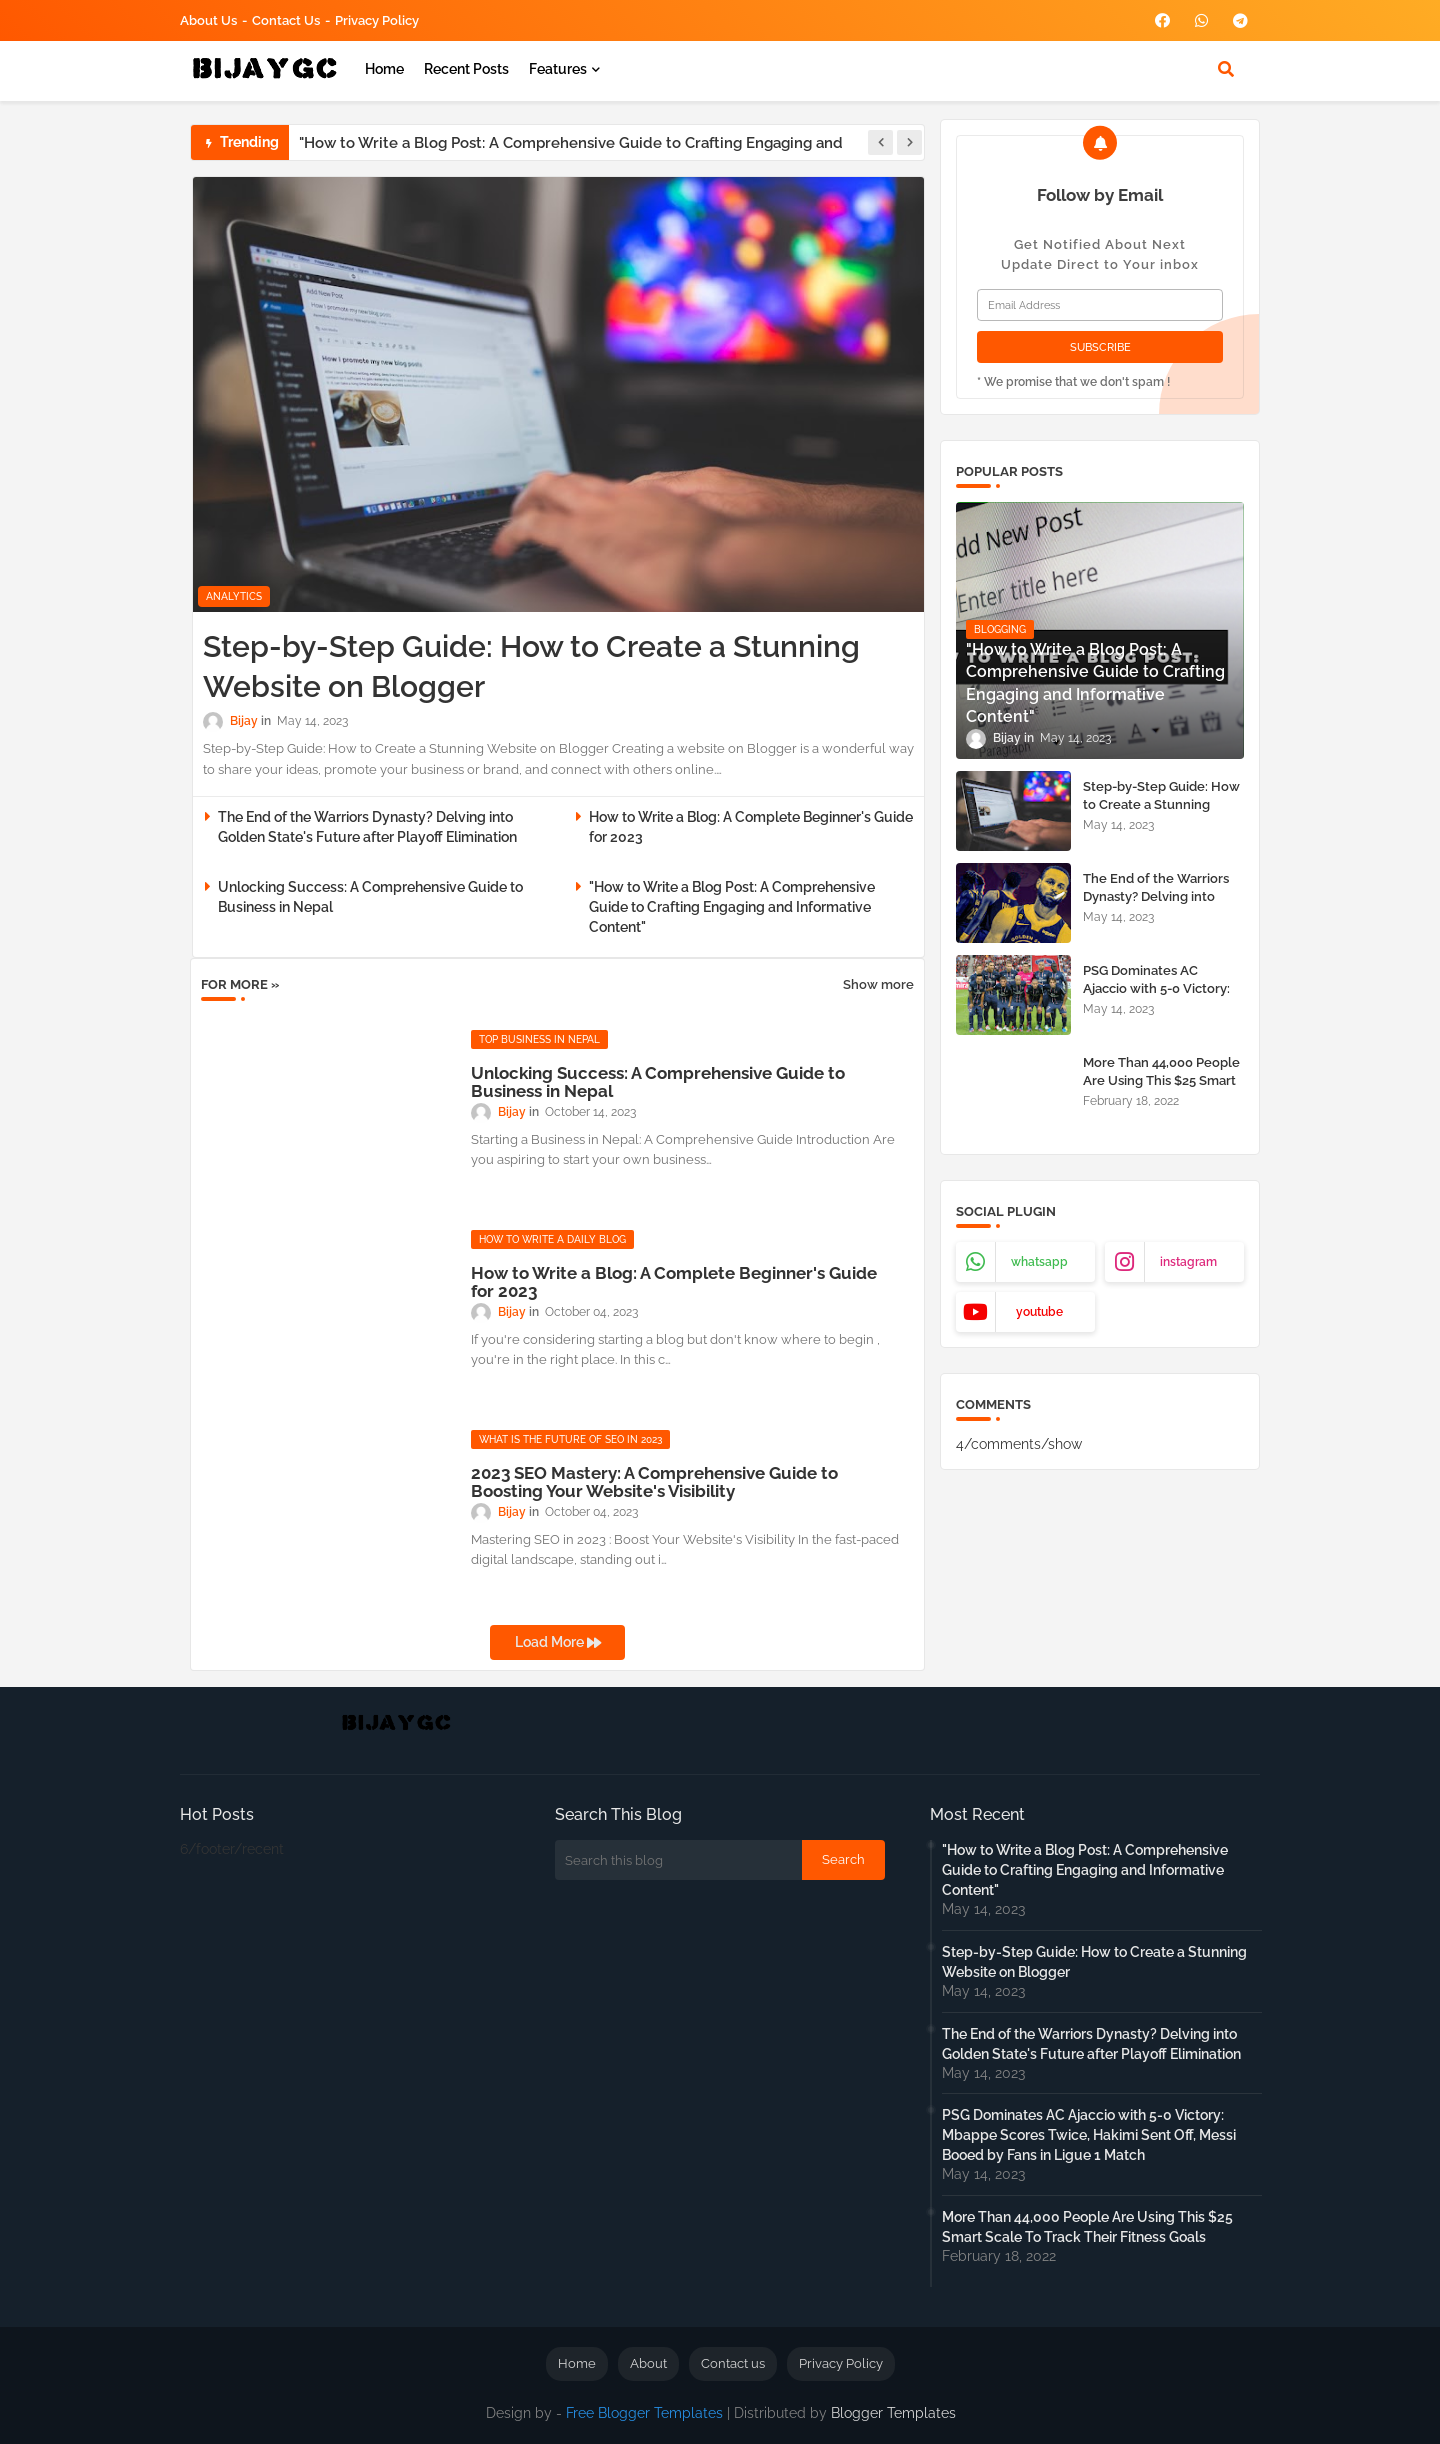 About Us - Contact Us - Privacy Policy
BIJAYGC
Home
Recent Posts
Features
Trending
"How to Write a Blog Post: A Comprehensive Guide to Crafting Engaging and
Add New Post
How I promote my new blog posts
ANALYTICS
Step-by-Step Guide: How to Create a Stunning
Website on Blogger
Bijay in May 14, 2023
Step-by-Step Guide: How to Create a Stunning Website on Blogger Creating a website on Blogger is a wonderful way
to share your ideas, promote your business or brand, and connect with others online....
The End of the Warriors Dynasty? Delving into
Golden State's Future after Playoff Elimination
How to Write a Blog: A Complete Beginner's Guide
for 2023
Unlocking Success: A Comprehensive Guide to
Business in Nepal
"How to Write a Blog Post: A Comprehensive
Guide to Crafting Engaging and Informative
Content"
FOR MORE »
Show more
TOP BUSINESS IN NEPAL
Unlocking Success: A Comprehensive Guide to
Business in Nepal
Bijay in October 14, 2023
Starting a Business in Nepal: A Comprehensive Guide Introduction Are
you aspiring to start your own business…
HOW TO WRITE A DAILY BLOG
How to Write a Blog: A Complete Beginner's Guide
for 2023
Bijay in October 04, 2023
If you're considering starting a blog but don't know where to begin ,
you're in the right place. In this c…
WHAT IS THE FUTURE OF SEO IN 2023
2023 SEO Mastery: A Comprehensive Guide to
Boosting Your Website's Visibility
Bijay in October 04, 2023
Mastering SEO in 2023 : Boost Your Website's Visibility In the fast-paced
digital landscape, standing out i…
Load More
Follow by Email
Get Notified About Next
Update Direct to Your inbox
Email Address
SUBSCRIBE
* We promise that we don't spam !
POPULAR POSTS
dd New Post
Enter title here
BLOGGING
TO WRITE A BLOG POST:
"How to Write a Blog Post: A
Comprehensive Guide to Crafting
Engaging and Informative
Content"
Paragraph
Bijay in May 14, 2023
Step-by-Step Guide: How
to Create a Stunning
May 14, 2023
The End of the Warriors
Dynasty? Delving into
May 14, 2023
PSG Dominates AC
Ajaccio with 5-0 Victory:
May 14, 2023
More Than 44,000 People
Are Using This $25 Smart
February 18, 2022
SOCIAL PLUGIN
whatsapp
instagram
youtube
COMMENTS
4/comments/show
BIJAYGC
Hot Posts
6/footer/recent
Search This Blog
Search this blog
Search
Most Recent
"How to Write a Blog Post: A Comprehensive
Guide to Crafting Engaging and Informative
Content"
May 14, 2023
Step-by-Step Guide: How to Create a Stunning
Website on Blogger
May 14, 2023
The End of the Warriors Dynasty? Delving into
Golden State's Future after Playoff Elimination
May 14, 2023
PSG Dominates AC Ajaccio with 5-0 Victory:
Mbappe Scores Twice, Hakimi Sent Off, Messi
Booed by Fans in Ligue 1 Match
May 14, 2023
More Than 44,000 People Are Using This $25
Smart Scale To Track Their Fitness Goals
February 18, 2022
Home
About
Contact us
Privacy Policy
Design by - Free Blogger Templates | Distributed by Blogger Templates